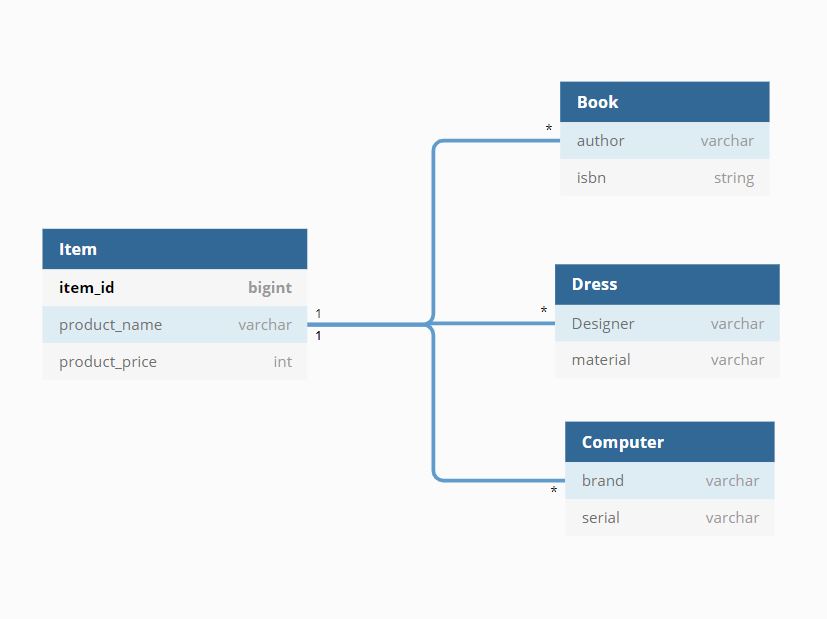 Book
* author varchar
isbn string
Item
item_id bigint
product_name varchar 1
1
product_price int
Dress
* Designer varchar
material varchar
Computer
* brand varchar
serial varchar